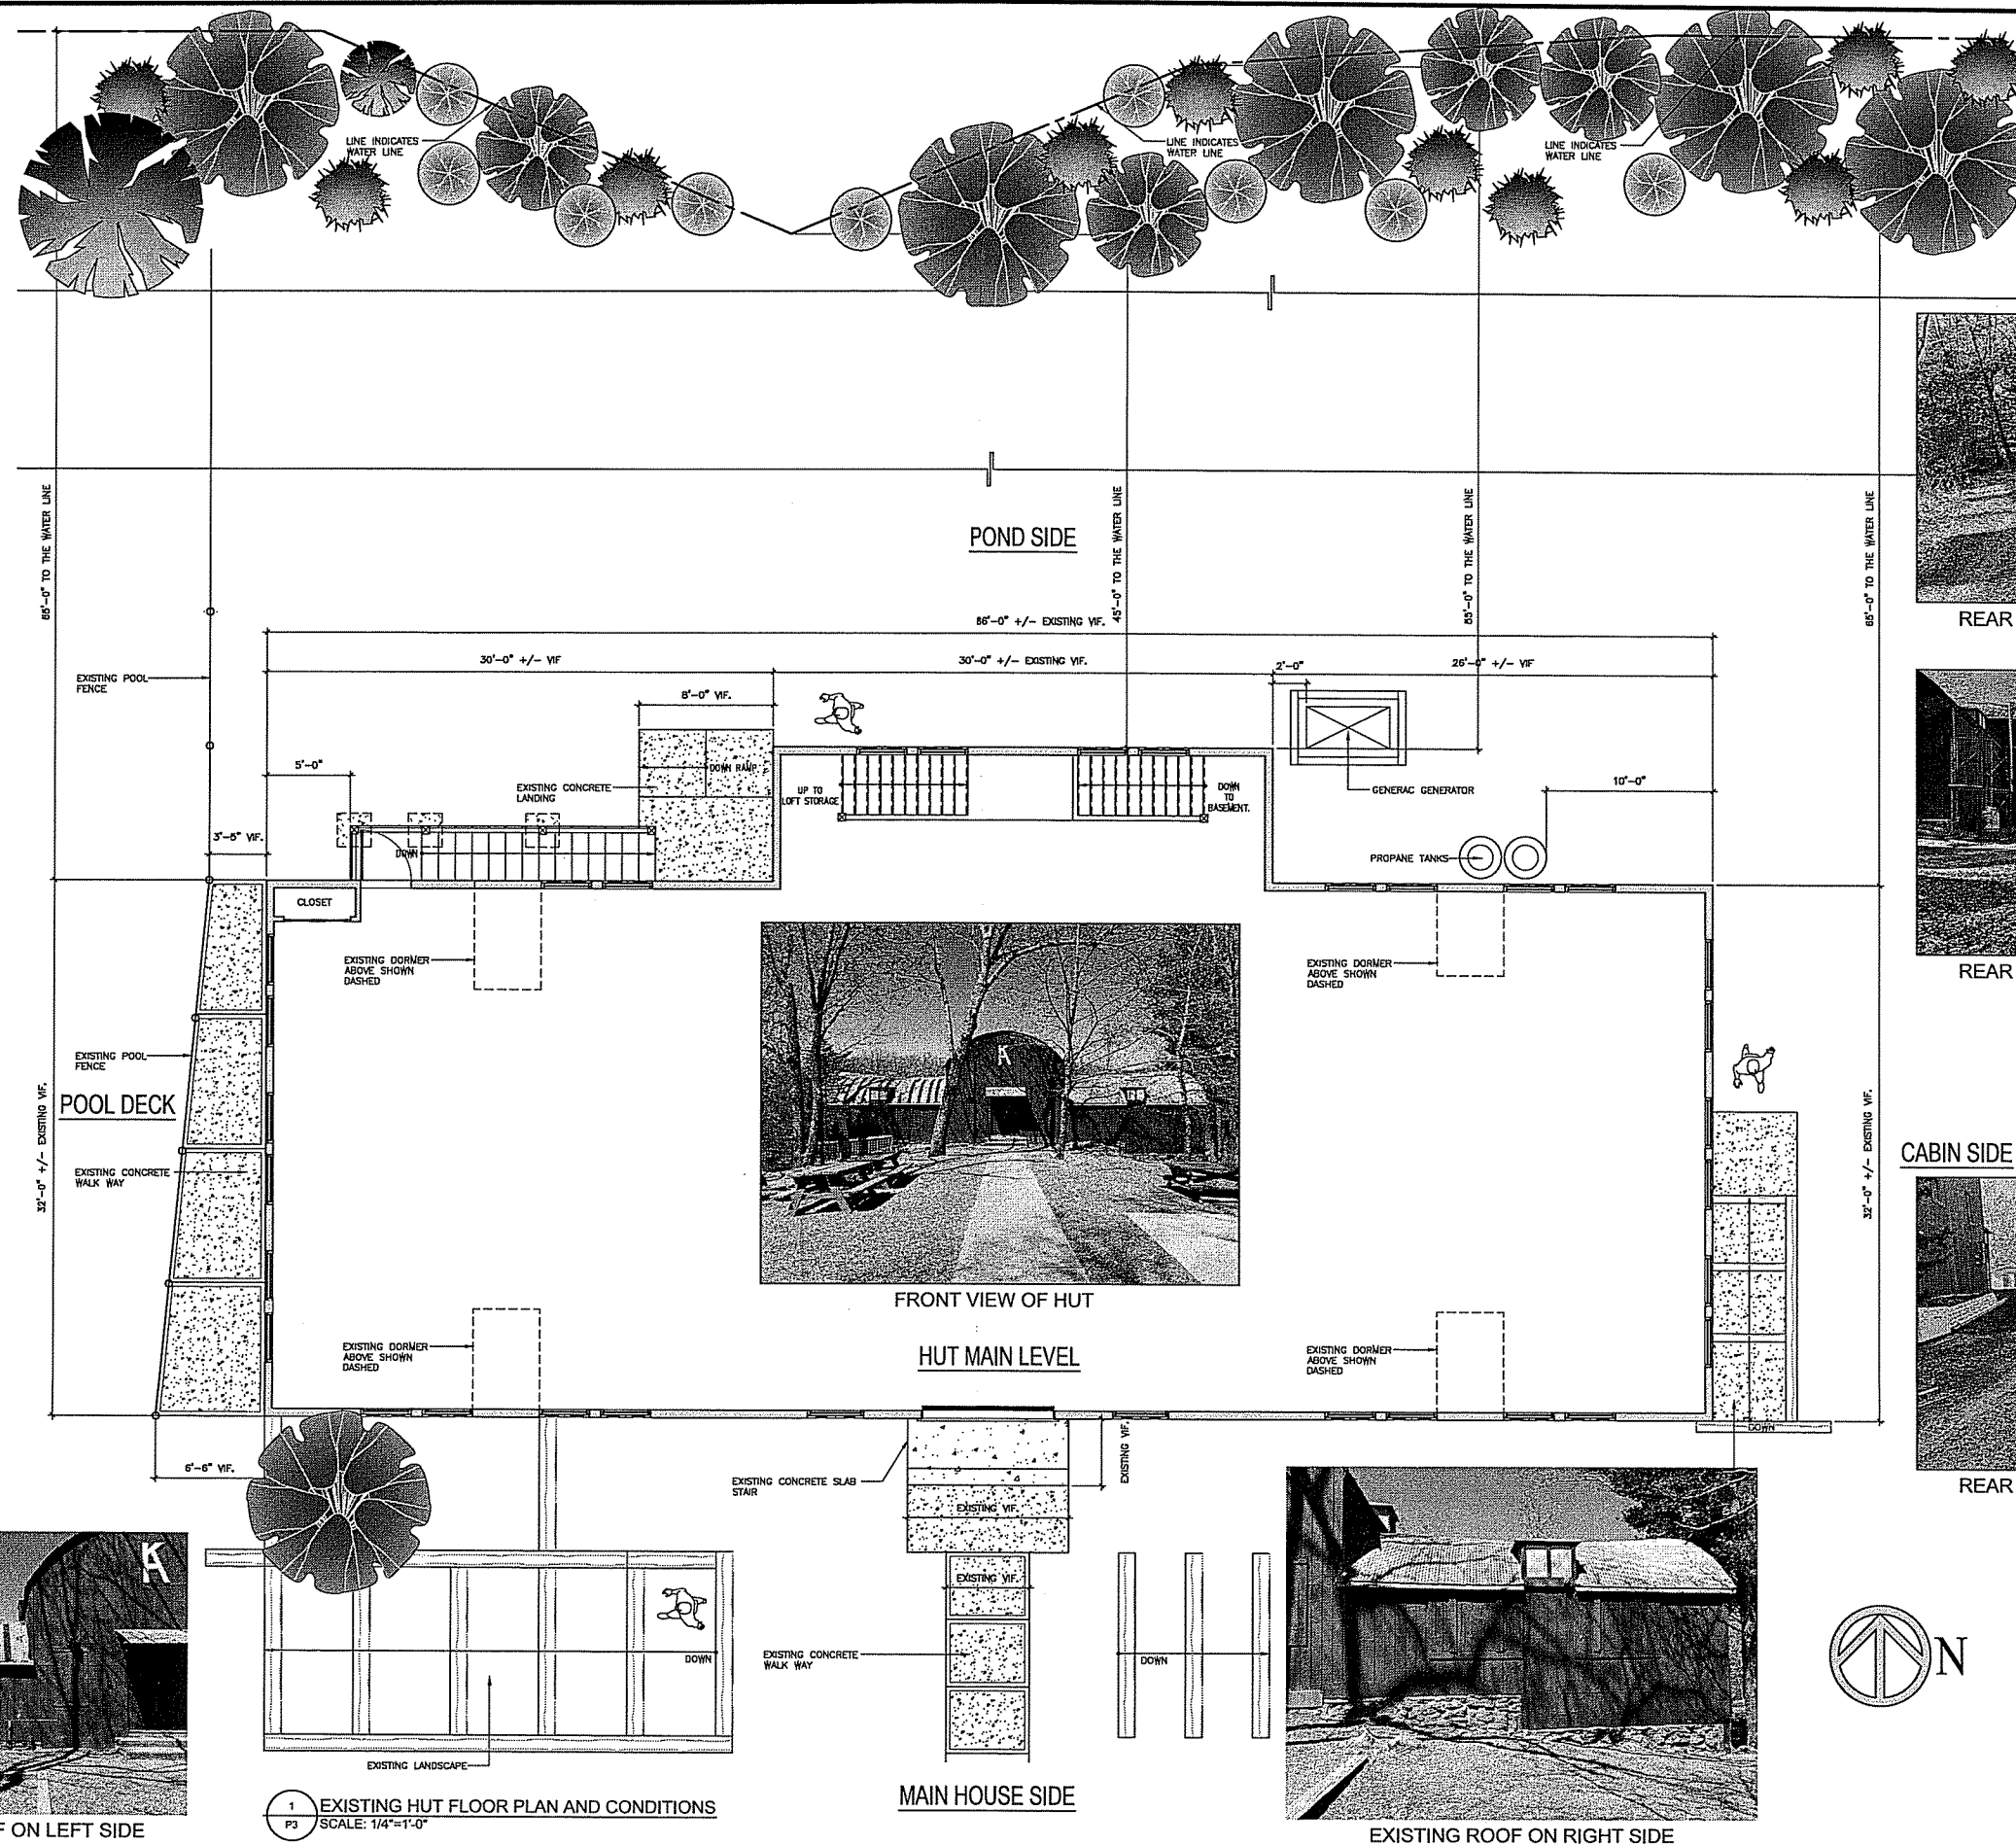 LINE INDICATES
WATER LINE
LINE INDICATES
WATER LINE
LINE INDICATES
WATER LINE
65'-0" TO THE WATER LINE
45'-0" TO THE WATER LINE
55'-0" TO THE WATER LINE
65'-0" TO THE WATER LINE
POND SIDE
REAR
86'-0" +/- EXISTING VIF.
30'-0" +/- VIF
30'-0" +/- EXISTING VIF.
2'-0"
26'-0" +/- VIF
EXISTING POOL
FENCE
8'-0" VIF.
5'-0"
DOWN RAMP
EXISTING CONCRETE
LANDING
UP TO
LOFT STORAGE
DOWN
TO
BASEMENT.
GENERAC GENERATOR
10'-0"
3'-5" VIF.
DOWN
PROPANE TANKS
CLOSET
EXISTING DORMER
ABOVE SHOWN
DASHED
EXISTING DORMER
ABOVE SHOWN
DASHED
REAR
K
EXISTING POOL
FENCE
POOL DECK
32'-0" +/- EXISTING VIF.
EXISTING CONCRETE
WALK WAY
32'-0" +/- EXISTING VIF.
CABIN SIDE
FRONT VIEW OF HUT
EXISTING DORMER
ABOVE SHOWN
DASHED
HUT MAIN LEVEL
EXISTING DORMER
ABOVE SHOWN
DASHED
DOWN
6'-6" VIF.
EXISTING CONCRETE SLAB
STAIR
EXISTING VIF.
EXISTING VIF.
REAR
K
EXISTING VIF.
EXISTING CONCRETE
WALK WAY
DOWN
DOWN
N
EXISTING LANDSCAPE
MAIN HOUSE SIDE
1
P3
EXISTING HUT FLOOR PLAN AND CONDITIONS
SCALE: 1/4"=1'-0"
F ON LEFT SIDE
EXISTING ROOF ON RIGHT SIDE